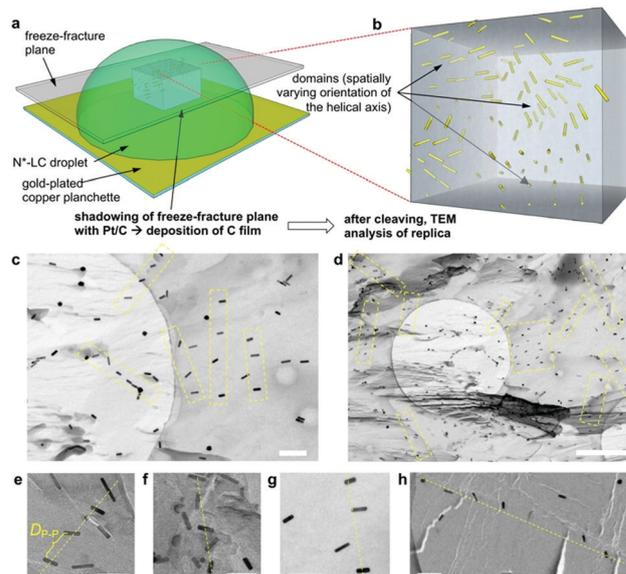 a
freeze-fracture
plane
N*-LC droplet
gold-plated
copper planchette
shadowing of freeze-fracture plane
with Pt/C → deposition of C film
b
domains (spatially
varying orientation of
the helical axis)
after cleaving, TEM
analysis of replica
c
d
e
f
g
h
D_P-P